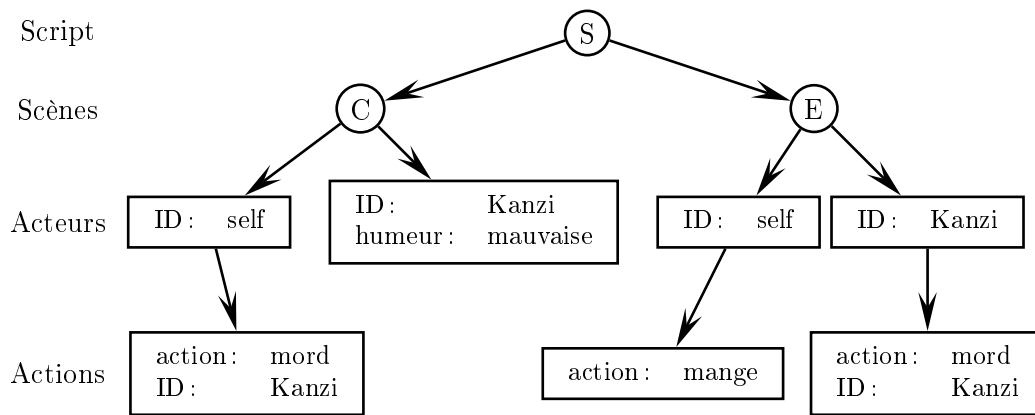 Script
S
Scènes
C
E
Acteurs
ID : self
ID : Kanzi
humeur : mauvaise
ID : self
ID : Kanzi
Actions
action : mord
ID : Kanzi
action : mange
action : mord
ID : Kanzi